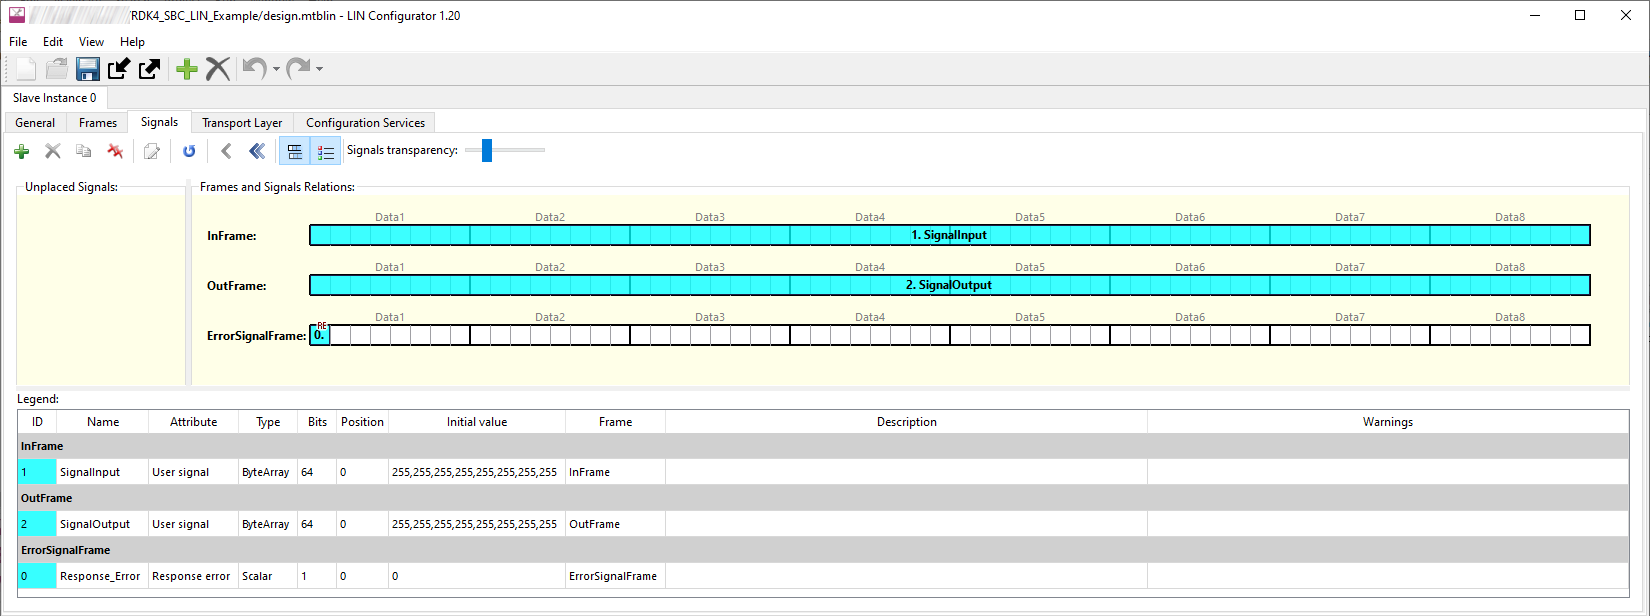 /RDK4_SBC_LIN_Example/design.mtblin - LIN Configurator 1.20
File Edit View Help
Slave Instance 0
General Frames Signals Transport Layer Configuration Services
Signals transparency:
Unplaced Signals: Frames and Signals Relations:
Data1 Data2 Data3 Data4 Data5 Data6 Data7 Data8
InFrame: 1. SignalInput
Data1 Data2 Data3 Data4 Data5 Data6 Data7 Data8
OutFrame: 2. SignalOutput
Data1 Data2 Data3 Data4 Data5 Data6 Data7 Data8
RE
ErrorSignalFrame: 0.
Legend:
ID Name Attribute Type Bits Position Initial value Frame Description Warnings
InFrame
1 SignalInput User signal ByteArray 64 0 255,255,255,255,255,255,255,255 InFrame
OutFrame
2 SignalOutput User signal ByteArray 64 0 255,255,255,255,255,255,255,255 OutFrame
ErrorSignalFrame
0 Response_Error Response error Scalar 1 0 0 ErrorSignalFrame